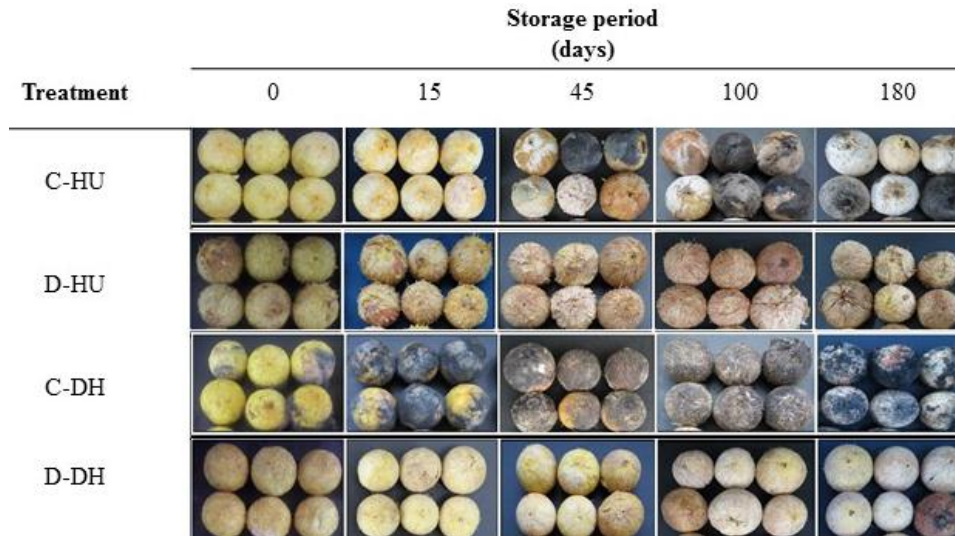 Storage period
(days)
Treatment 0 15 45 100 180
C-HU
D-HU
C-DH
D-DH